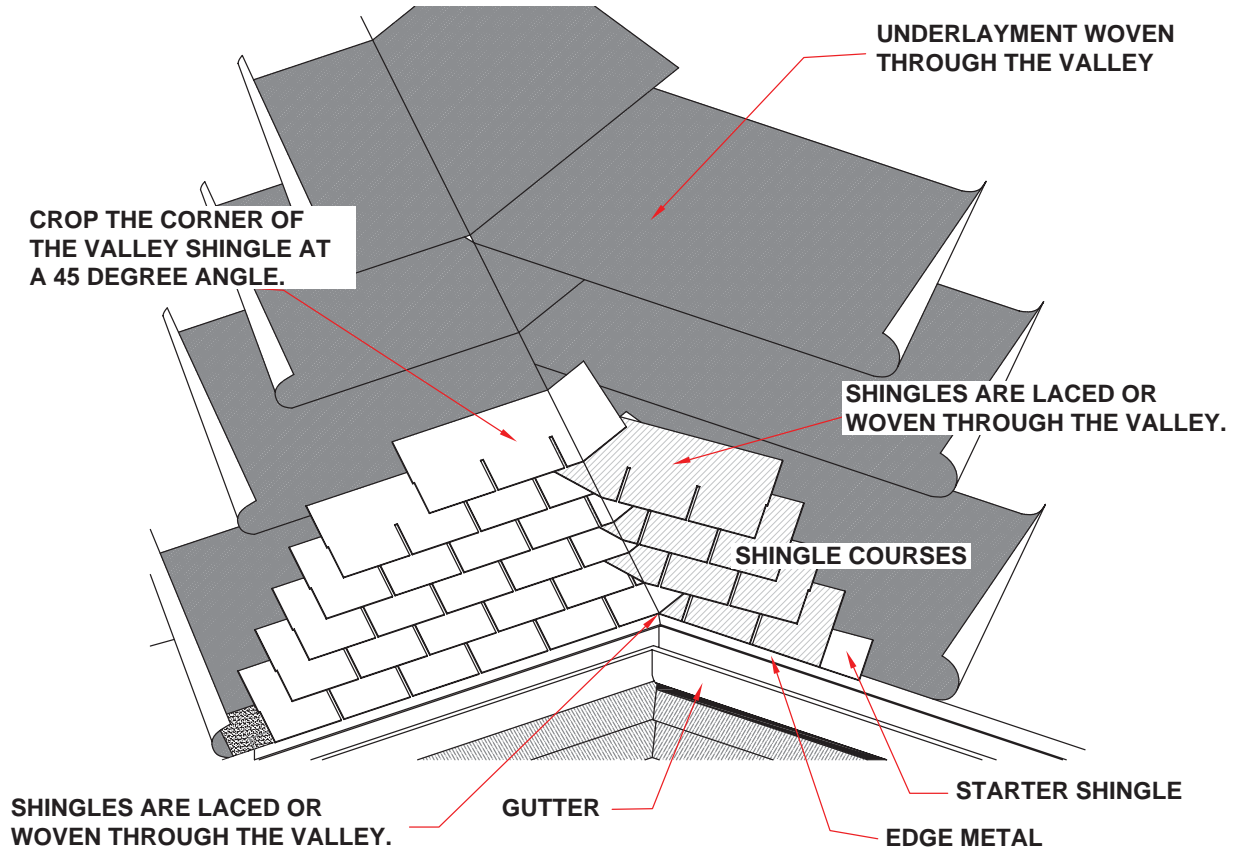 UNDERLAYMENT WOVEN
THROUGH THE VALLEY
CROP THE CORNER OF
THE VALLEY SHINGLE AT
A 45 DEGREE ANGLE.
SHINGLES ARE LACED OR
WOVEN THROUGH THE VALLEY.
SHINGLE COURSES
STARTER SHINGLE
SHINGLES ARE LACED OR
WOVEN THROUGH THE VALLEY.
GUTTER
EDGE METAL